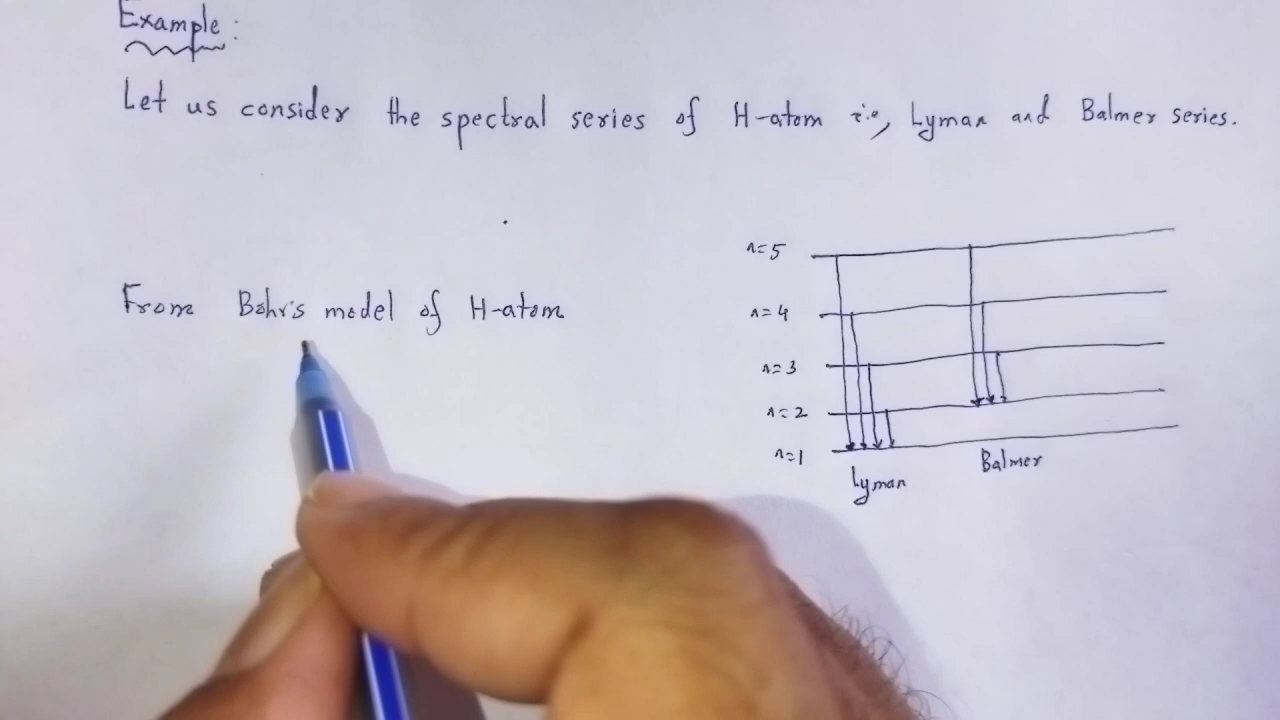 Example:
Let us consider the spectral series of H-atom i.e, Lyman and Balmer series.
n=5
n=4
From Bohr's model of H-atom
n=3
n=2
n=1
Lyman
Balmer